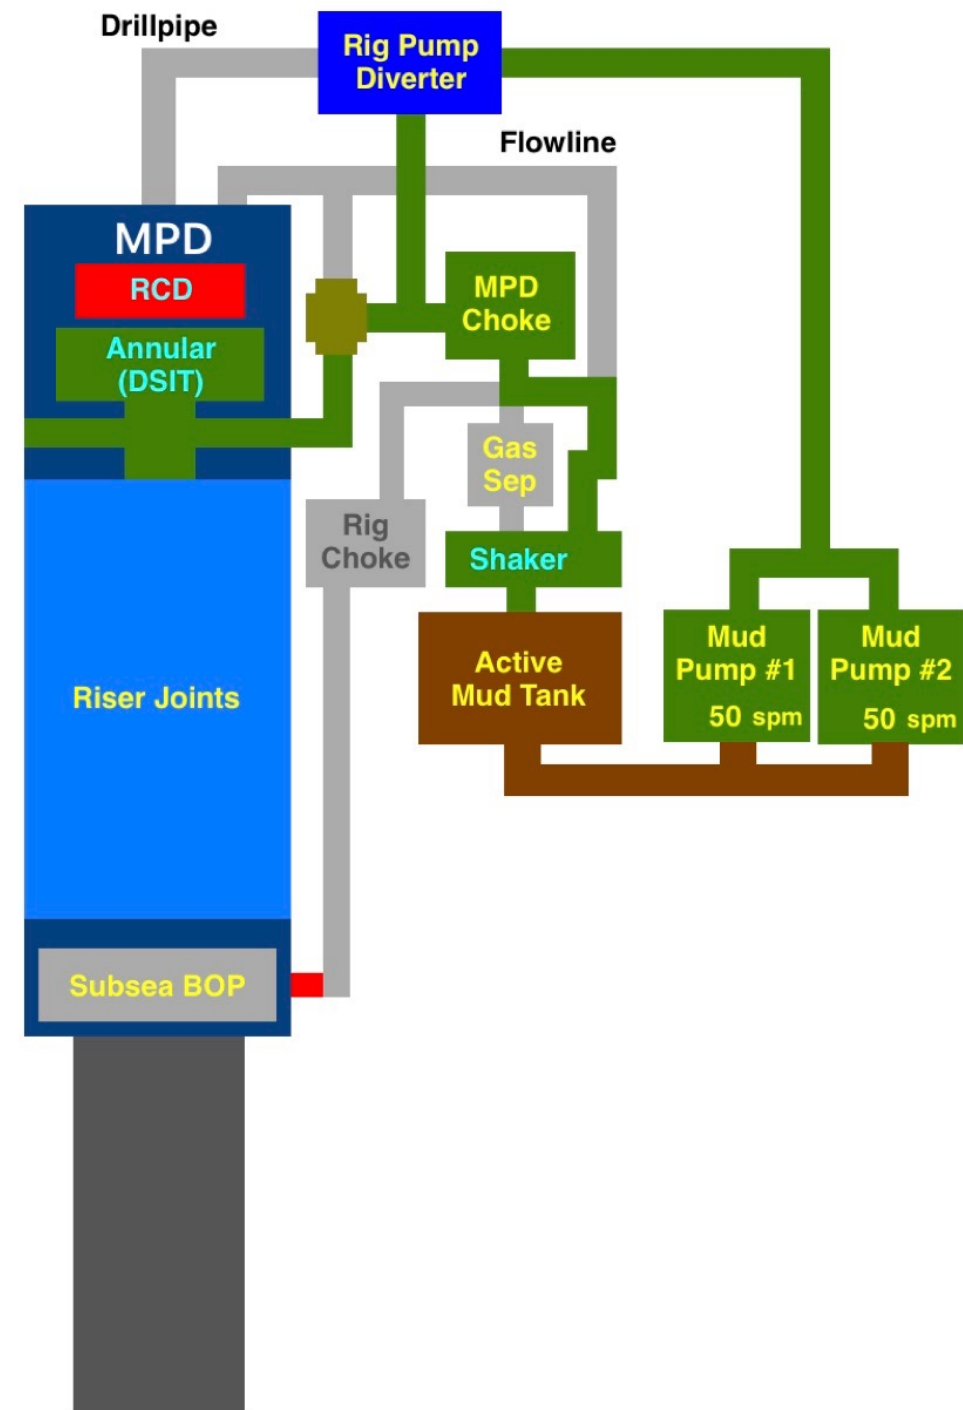 Drillpipe
Rig Pump
Diverter
Flowline
MPD
RCD
Annular
(DSIT)
MPD
Choke
Gas
Sep
Rig
Choke
Shaker
Active
Mud Tank
Mud
Pump #1
50 spm
Mud
Pump #2
50 spm
Riser Joints
Subsea BOP